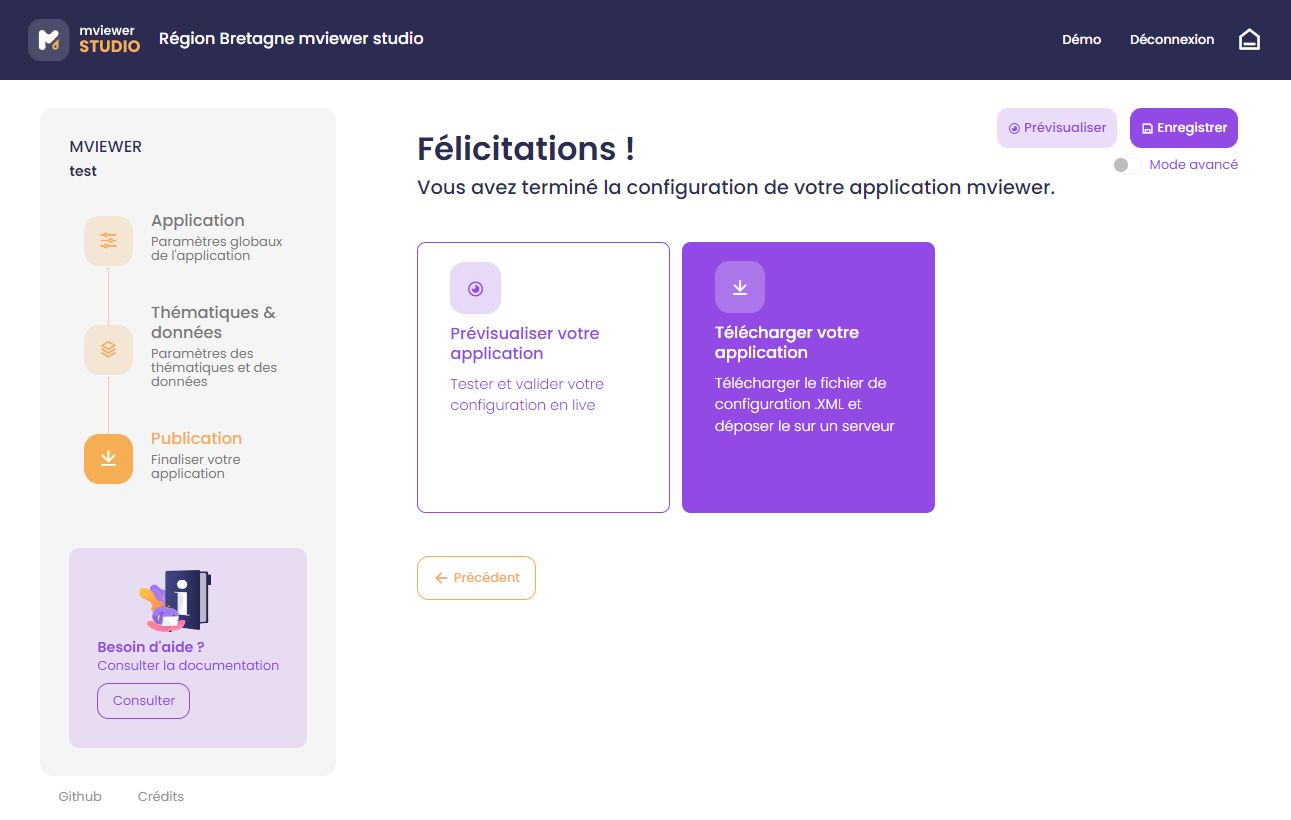 mviewer
STUDIO
Région Bretagne mviewer studio
Démo
Déconnexion
MVIEWER
test
Application
Paramètres globaux
de l'application
Thématiques &
données
Paramètres des
thématiques et des
données
Publication
Finaliser votre
application
Besoin d'aide ?
Consulter la documentation
Consulter
Github
Crédits
Prévisualiser
Enregistrer
Mode avancé
Félicitations !
Vous avez terminé la configuration de votre application mviewer.
Prévisualiser votre
application
Tester et valider votre
configuration en live
Télécharger votre
application
Télécharger le fichier de
configuration .XML et
déposer le sur un serveur
Précédent